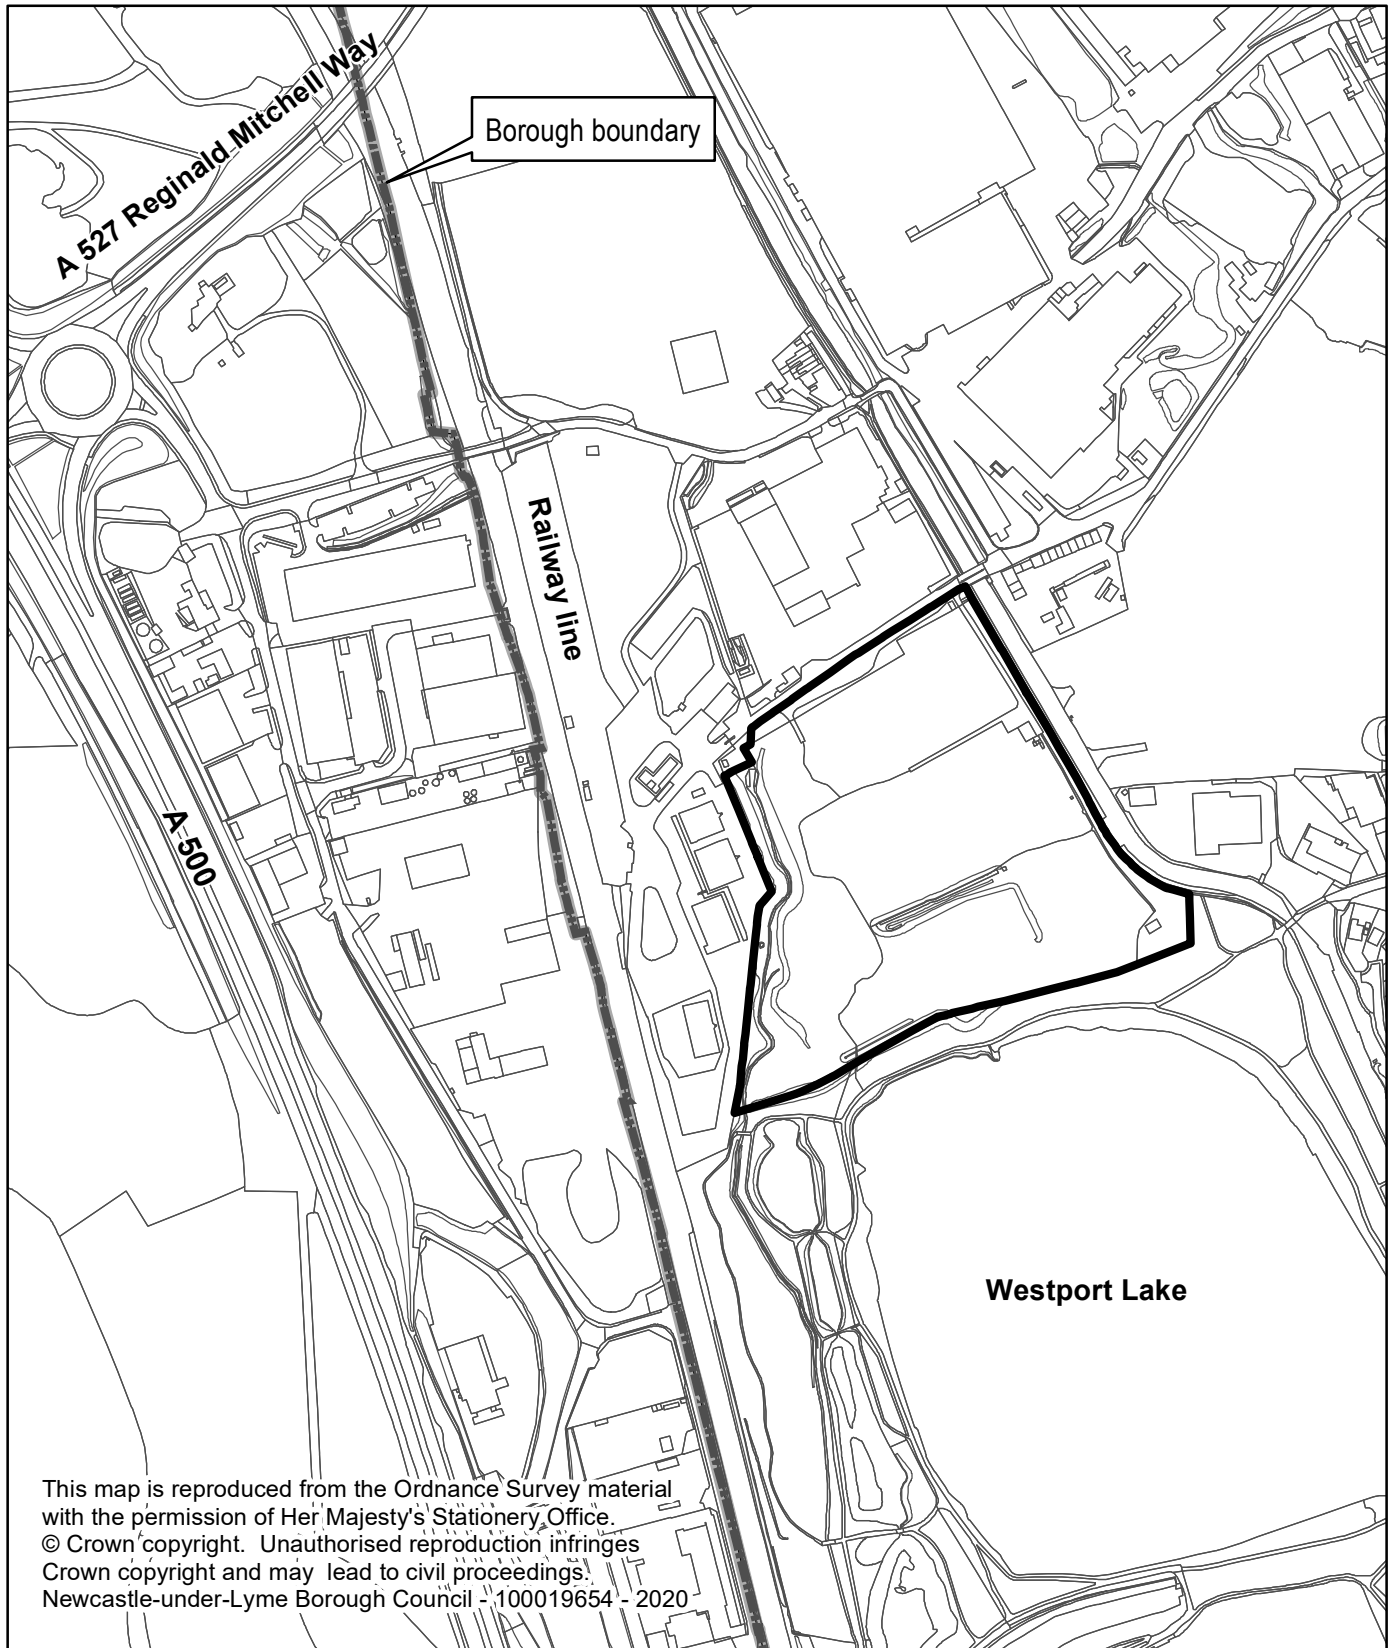 A 527 Reginald Mitchell Way
Borough boundary
Railway line
A 500
Westport Lake
This map is reproduced from the Ordnance Survey material
with the permission of Her Majesty's Stationery Office.
© Crown copyright.  Unauthorised reproduction infringes
Crown copyright and may  lead to civil proceedings.
Newcastle-under-Lyme Borough Council - 100019654 - 2020